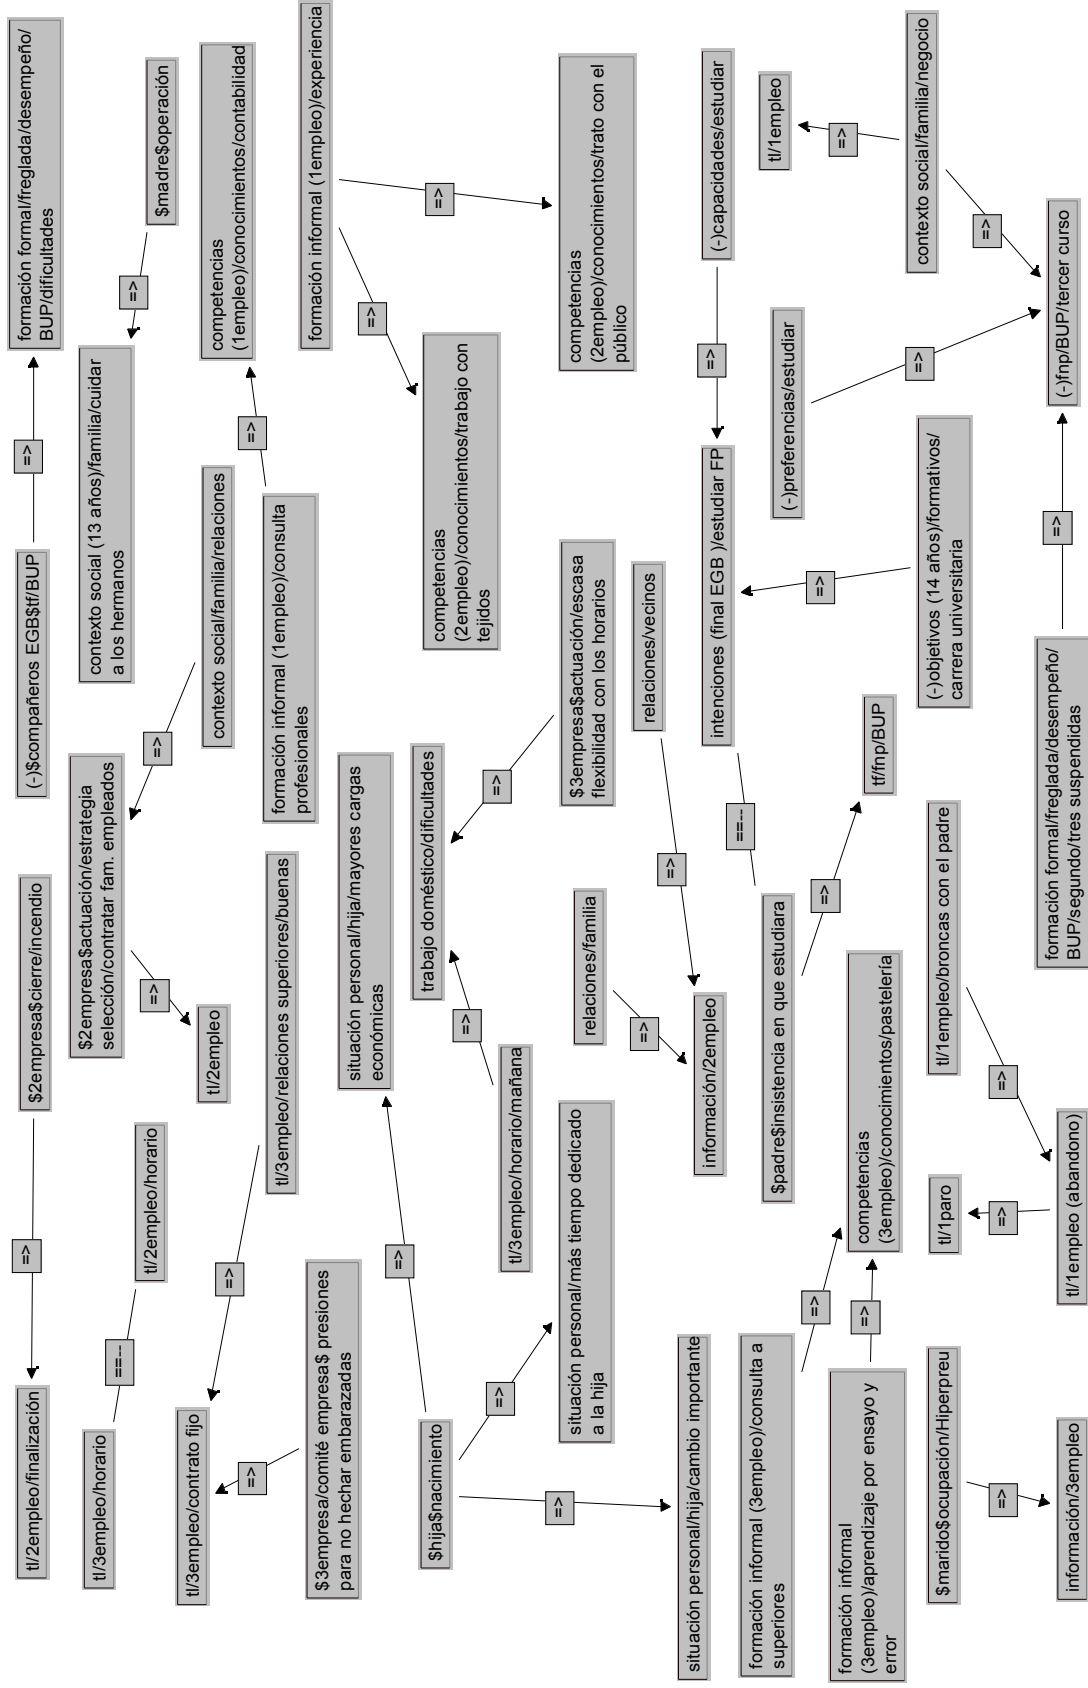 tl/2empleo/finalización
=>
$2empresa$cierre/incendio
(-)$compañeros EGB$tf/BUP
=>
formación formal/freglada/desempeño/
BUP/dificultades
tl/3empleo/horario
==--
tl/2empleo/horario
$2empresa$actuación/estrategia
selección/contratar fam. empleados
contexto social (13 años)/familia/cuidar
a los hermanos
=>
$madre$operación
=>
=>
tl/3empleo/contrato fijo
=>
tl/2empleo
contexto social/familia/relaciones
competencias
(1empleo)/conocimientos/contabilidad
=>
=>
tl/3empleo/relaciones superiores/buenas
formación informal (1empleo)/consulta
profesionales
formación informal (1empleo)/experiencia
$3empresa/comité empresa$ presiones
para no hechar embarazadas
situación personal/hija/mayores cargas
económicas
=>
=>
=>
$hija$nacimiento
trabajo doméstico/dificultades
competencias
(2empleo)/conocimientos/trabajo con
tejidos
=>
=>
=>
tl/3empleo/horario/mañana
=>
situación personal/más tiempo dedicado
a la hija
relaciones/familia
$3empresa$actuación/escasa
flexibilidad con los horarios
competencias
(2empleo)/conocimientos/trato con el
público
=>
=>
relaciones/vecinos
situación personal/hija/cambio importante
información/2empleo
intenciones (final EGB )/estudiar FP
=>
(-)capacidades/estudiar
==--
formación informal (3empleo)/consulta a
superiores
$padre$insistencia en que estudiara
(-)preferencias/estudiar
tl/1empleo
=>
=>
=>
=>
formación informal
(3empleo)/aprendizaje por ensayo y
error
=>
competencias
(3empleo)/conocimientos/pastelería
tf/fnp/BUP
=>
$marido$ocupación/Hiperpreu
tl/1paro
tl/1empleo/broncas con el padre
(-)objetivos (14 años)/formativos/
carrera universitaria
contexto social/familia/negocio
=>
=>
=>
=>
información/3empleo
tl/1empleo (abandono)
formación formal/freglada/desempeño/
BUP/segundo/tres suspendidas
=>
(-)fnp/BUP/tercer curso